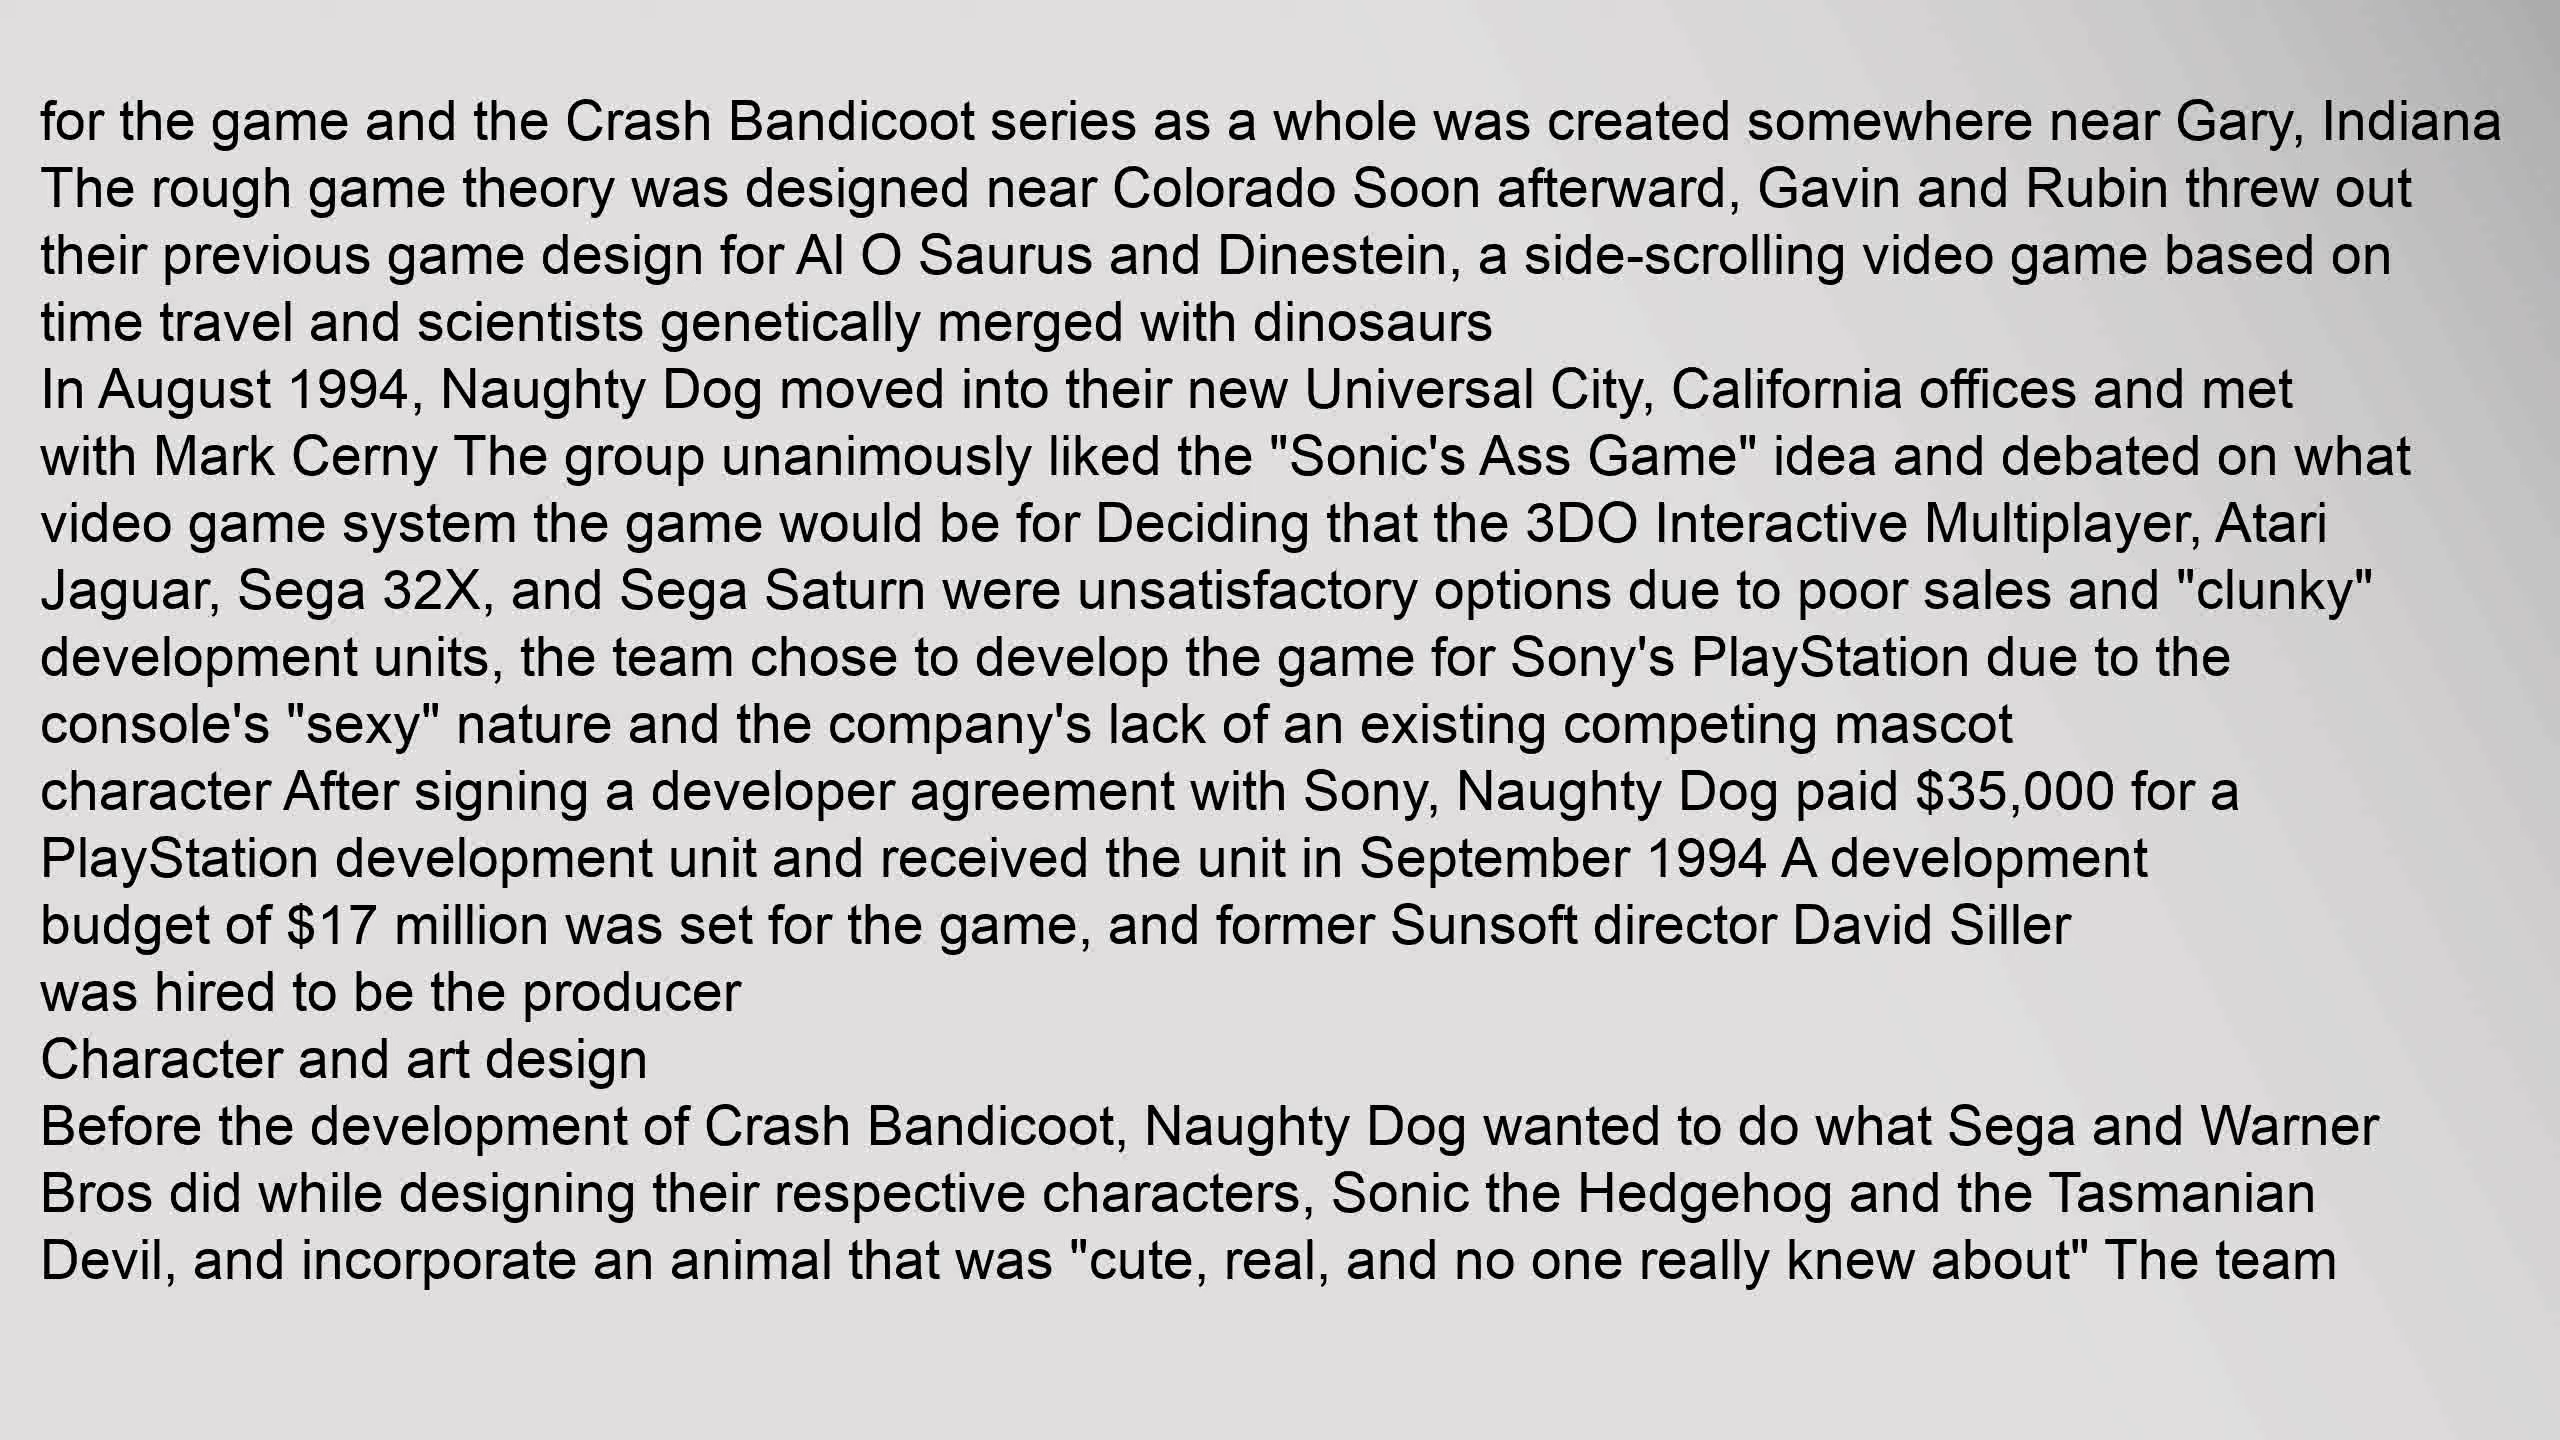 for the game and the Crash Bandicoot series as a whole was created somewhere near Gary, Indiana
The rough game theory was designed near Colorado Soon afterward, Gavin and Rubin threw out
their previous game design for Al O Saurus and Dinestein, a side-scrolling video game based on
time travel and scientists genetically merged with dinosaurs
In August 1994, Naughty Dog moved into their new Universal City, California offices and met
with Mark Cerny The group unanimously liked the "Sonic's Ass Game" idea and debated on what
video game system the game would be for Deciding that the 3DO Interactive Multiplayer, Atari
Jaguar, Sega 32X, and Sega Saturn were unsatisfactory options due to poor sales and "clunky"
development units, the team chose to develop the game for Sony's PlayStation due to the
console's "sexy" nature and the company's lack of an existing competing mascot
character After signing a developer agreement with Sony, Naughty Dog paid $35,000 for a
PlayStation development unit and received the unit in September 1994 A development
budget of $17 million was set for the game, and former Sunsoft director David Siller
was hired to be the producer
Character and art design
Before the development of Crash Bandicoot, Naughty Dog wanted to do what Sega and Warner
Bros did while designing their respective characters, Sonic the Hedgehog and the Tasmanian
Devil, and incorporate an animal that was "cute, real, and no one really knew about" The team